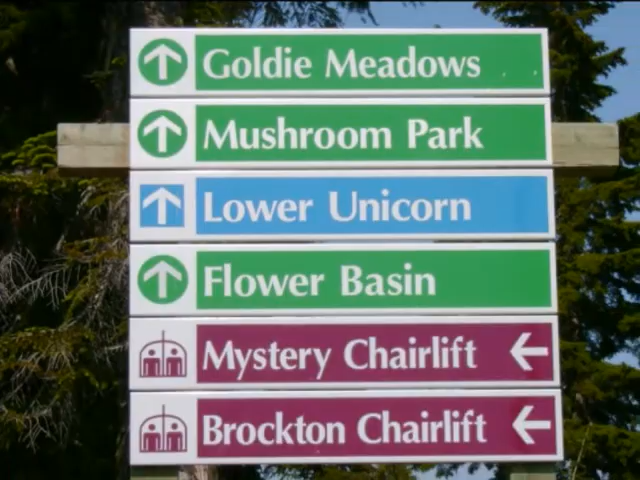 Goldie Meadows
Mushroom Park
Lower Unicorn
Flower Basin
Mystery Chairlift
Brockton Chairlift